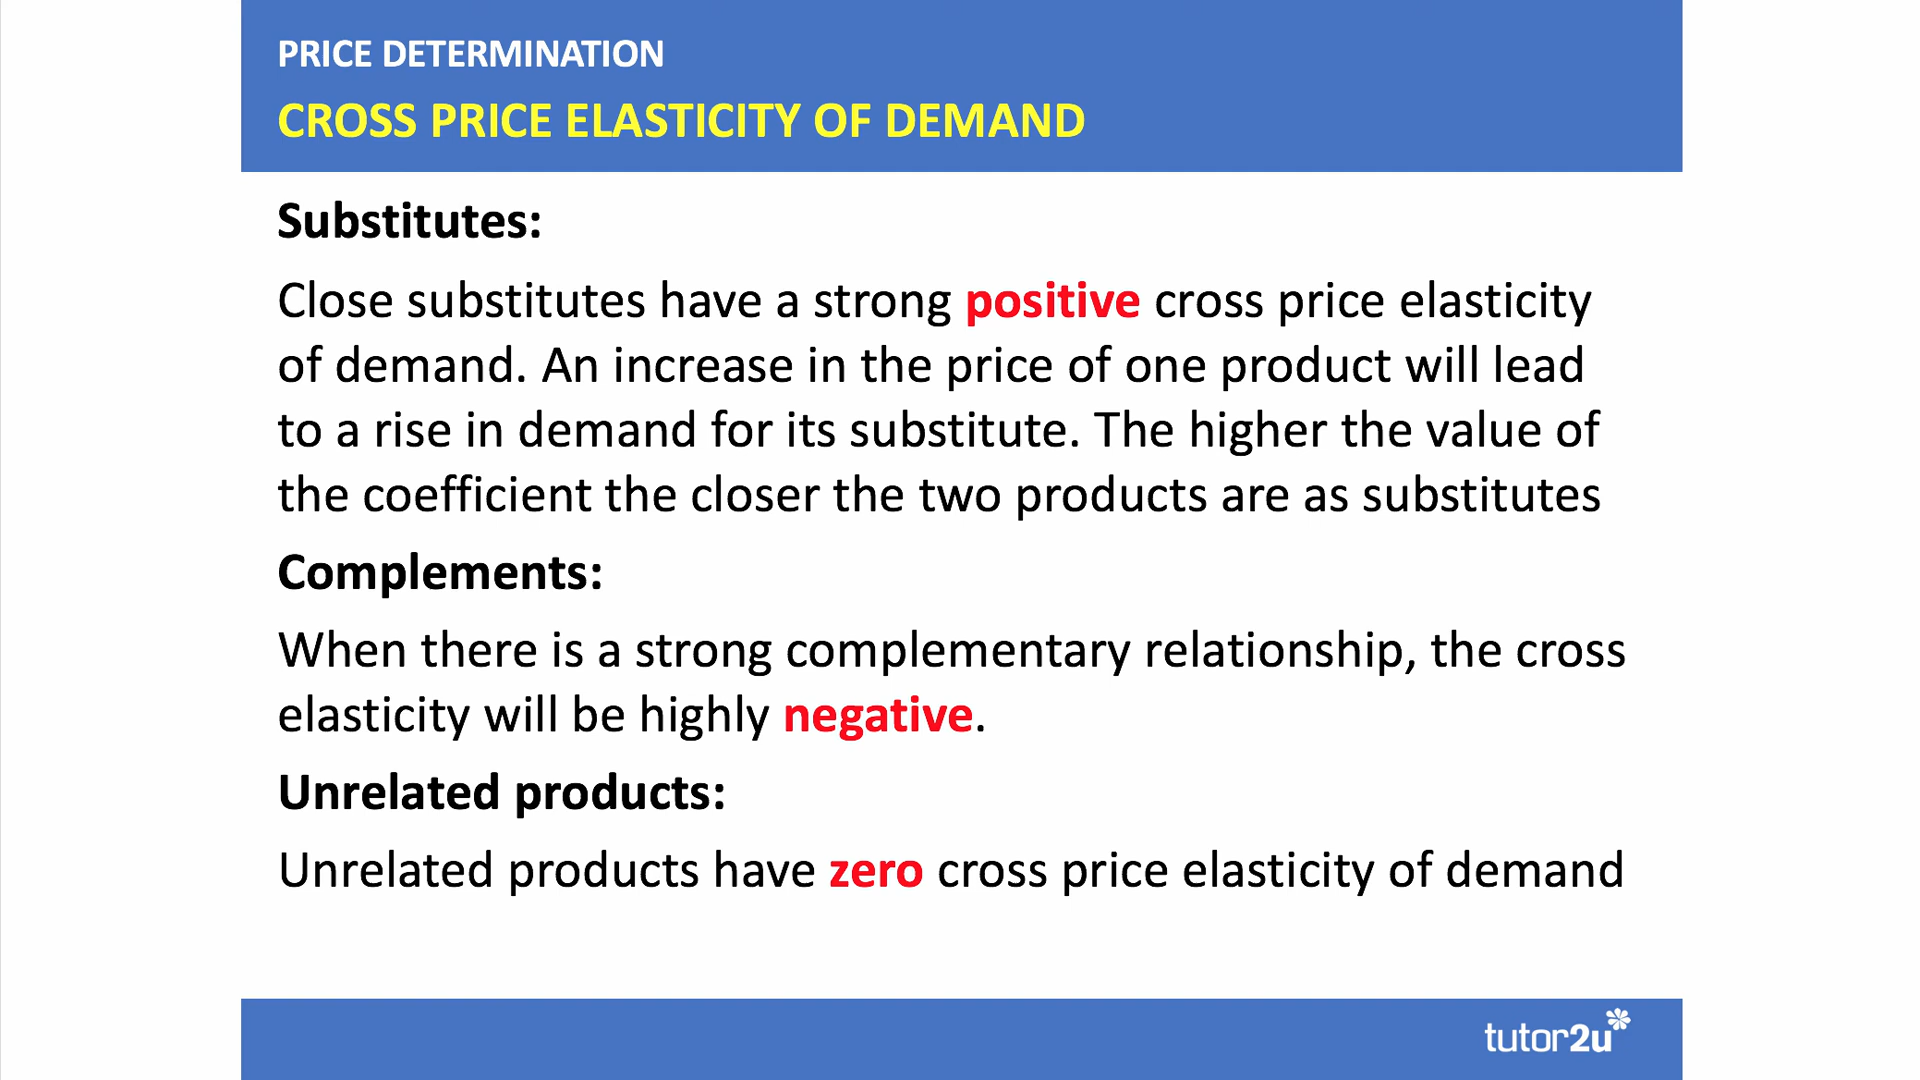 PRICE DETERMINATION
CROSS PRICE ELASTICITY OF DEMAND
Substitutes:
Close substitutes have a strong positive cross price elasticity
of demand. An increase in the price of one product will lead
to a rise in demand for its substitute. The higher the value of
the coefficient the closer the two products are as substitutes
Complements:
When there is a strong complementary relationship, the cross
elasticity will be highly negative.
Unrelated products:
Unrelated products have zero cross price elasticity of demand
tutor2u